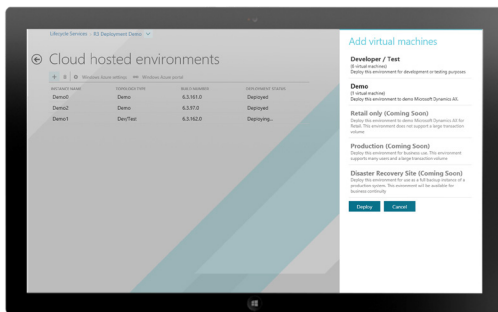 Lifecycle Services › R3 Deployment Demo
Add virtual machines
Cloud hosted environments
Developer / Test
(8 virtual machines)
Deploy this environment for development or testing purposes
Windows Azure settings
Windows Azure portal
INSTANCE NAME TOPOLOGY TYPE BUILD NUMBER DEPLOYMENT STATUS
Demo0 Demo 6.3.161.0 Deployed
Demo2 Demo 6.3.97.0 Deployed
Demo1 Dev/Test 6.3.162.0 Deploying...
Demo
(1 virtual machine)
Deploy this environment to demo Microsoft Dynamics AX.
Retail only (Coming Soon)
Deploy this environment to demo Microsoft Dynamics AX for
Retail. This environment does not support a large transaction
volume.
Production (Coming Soon)
Deploy this environment for business use. This environment
supports many users and a large transaction volume
Disaster Recovery Site (Coming Soon)
Deploy this environment for use as a full backup instance of a
production system. This environment will be available for
business continuity
Deploy Cancel